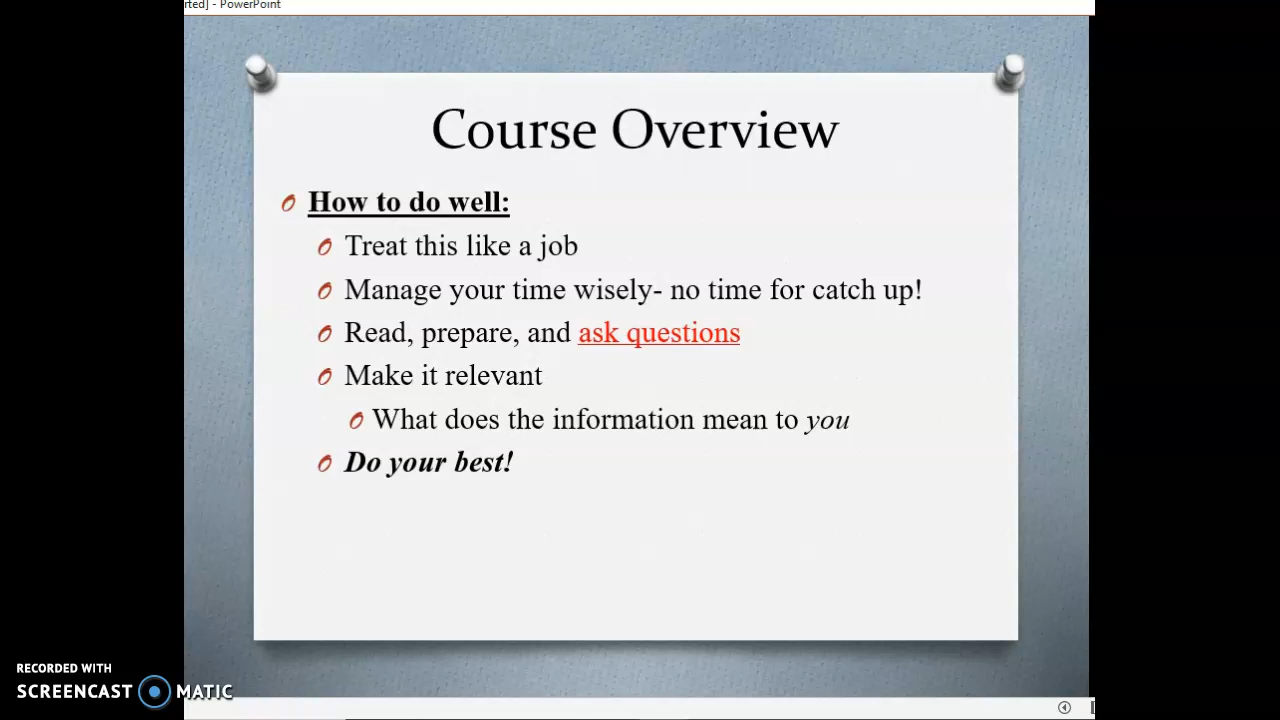 rted] - PowerPoint
Course Overview
How to do well:
Treat this like a job
Manage your time wisely- no time for catch up!
Read, prepare, and ask questions
Make it relevant
What does the information mean to you
Do your best!
RECORDED WITH
SCREENCAST MATIC